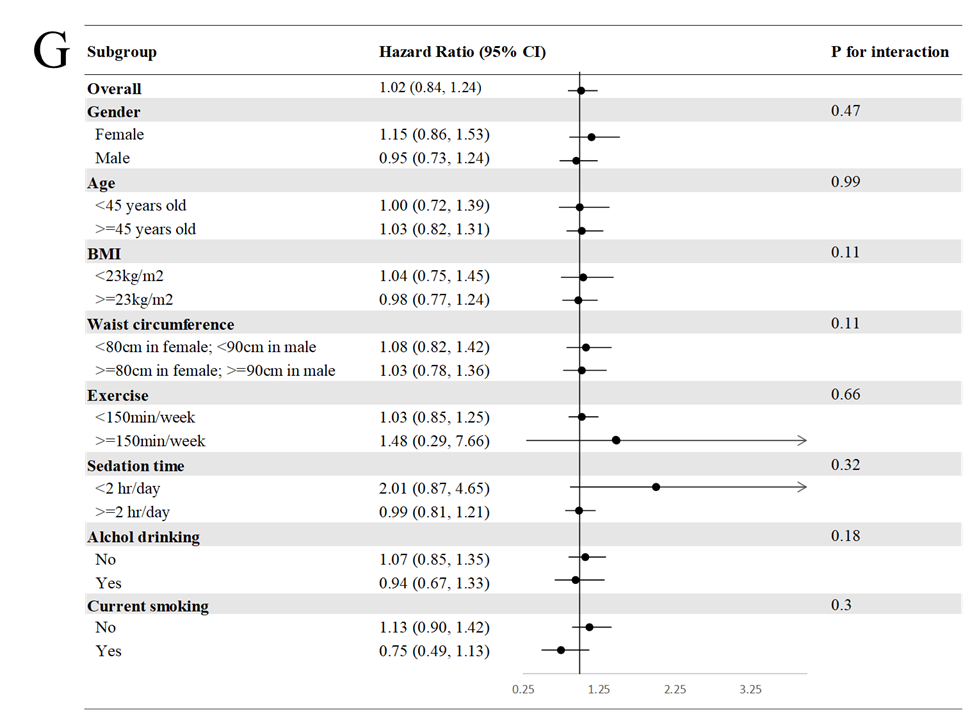 G
Subgroup Hazard Ratio (95% CI) P for interaction
Overall 1.02 (0.84, 1.24)
Gender 0.47
Female 1.15 (0.86, 1.53)
Male 0.95 (0.73, 1.24)
Age 0.99
<45 years old 1.00 (0.72, 1.39)
>=45 years old 1.03 (0.82, 1.31)
BMI 0.11
<23kg/m2 1.04 (0.75, 1.45)
>=23kg/m2 0.98 (0.77, 1.24)
Waist circumference 0.11
<80cm in female; <90cm in male 1.08 (0.82, 1.42)
>=80cm in female; >=90cm in male 1.03 (0.78, 1.36)
Exercise 0.66
<150min/week 1.03 (0.85, 1.25)
>=150min/week 1.48 (0.29, 7.66)
Sedation time 0.32
<2 hr/day 2.01 (0.87, 4.65)
>=2 hr/day 0.99 (0.81, 1.21)
Alchol drinking 0.18
No 1.07 (0.85, 1.35)
Yes 0.94 (0.67, 1.33)
Current smoking 0.3
No 1.13 (0.90, 1.42)
Yes 0.75 (0.49, 1.13)
0.25 1.25 2.25 3.25